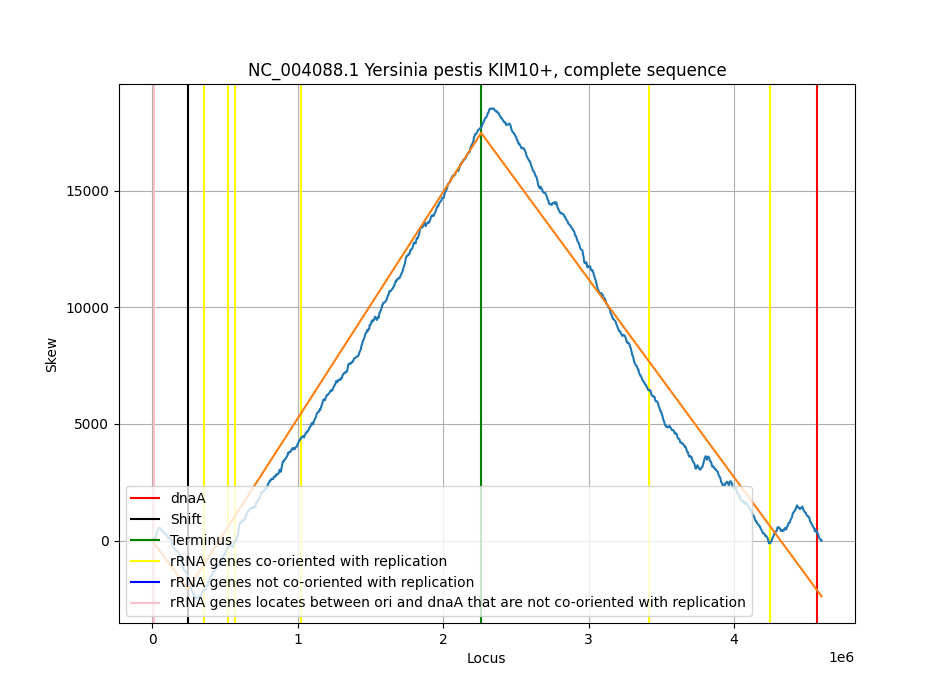 NC_004088.1 Yersinia pestis KIM10+, complete sequence
Skew
15000
10000
5000
0
dnaA
Shift
Terminus
rRNA genes co-oriented with replication
rRNA genes not co-oriented with replication
rRNA genes locates between ori and dnaA that are not co-oriented with replication
0 1 2 3 4
1e6
Locus